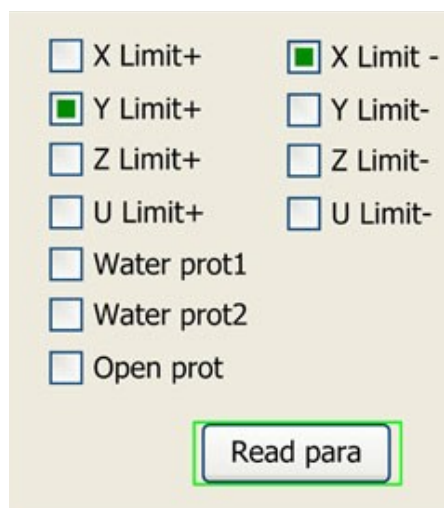 X Limit+ X Limit -
Y Limit+ Y Limit-
Z Limit+ Z Limit-
U Limit+ U Limit-
Water prot1
Water prot2
Open prot
Read para